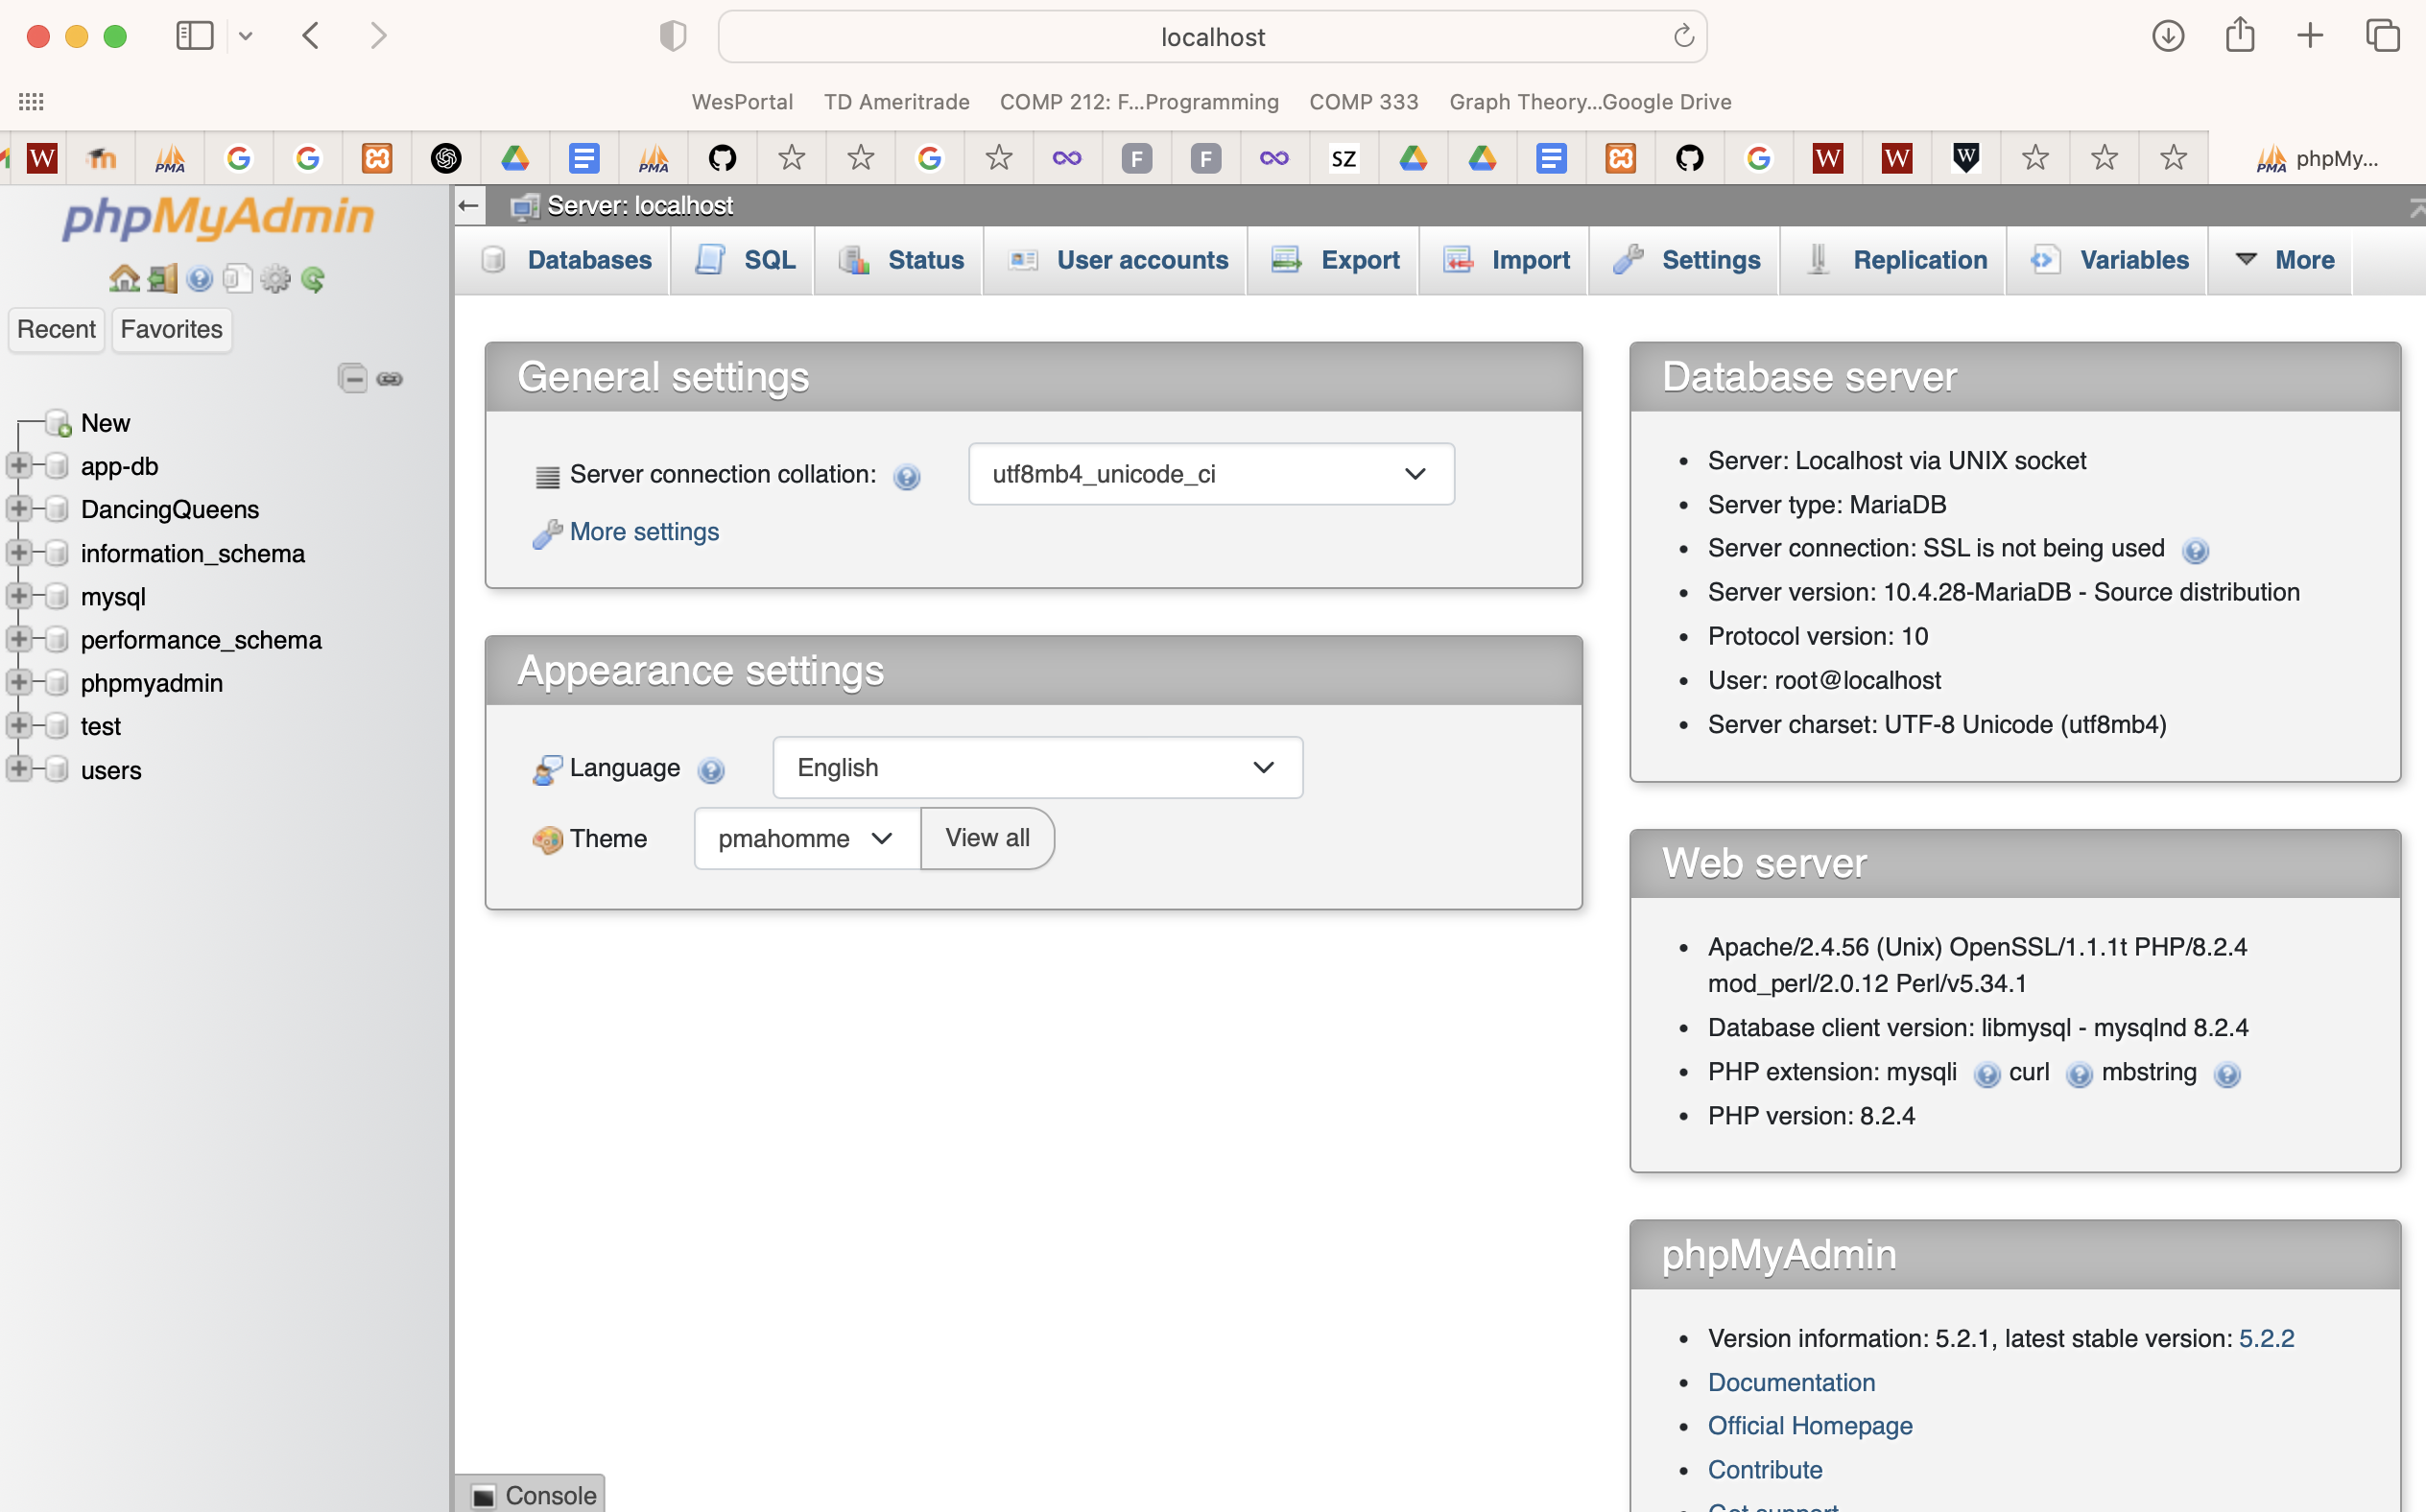 localhost
WesPortal
TD Ameritrade
COMP 212: F...Programming
COMP 333
Graph Theory...Google Drive
W
m
PMA
G
G
PMA
G
F
F
SZ
G
W
W
W
PMA
phpMy...
phpMyAdmin
Recent
Favorites
New
app-db
DancingQueens
information_schema
mysql
performance_schema
phpmyadmin
test
users
Server: localhost
Databases
SQL
Status
User accounts
Export
Import
Settings
Replication
Variables
More
General settings
Server connection collation:
utf8mb4_unicode_ci
More settings
Appearance settings
Language
English
Theme
pmahomme
View all
Database server
• Server: Localhost via UNIX socket
• Server type: MariaDB
• Server connection: SSL is not being used
• Server version: 10.4.28-MariaDB - Source distribution
• Protocol version: 10
• User: root@localhost
• Server charset: UTF-8 Unicode (utf8mb4)
Web server
• Apache/2.4.56 (Unix) OpenSSL/1.1.1t PHP/8.2.4
mod_perl/2.0.12 Perl/v5.34.1
• Database client version: libmysql - mysqlnd 8.2.4
• PHP extension: mysqli curl mbstring
• PHP version: 8.2.4
phpMyAdmin
• Version information: 5.2.1, latest stable version: 5.2.2
• Documentation
• Official Homepage
• Contribute
• Get support
Console